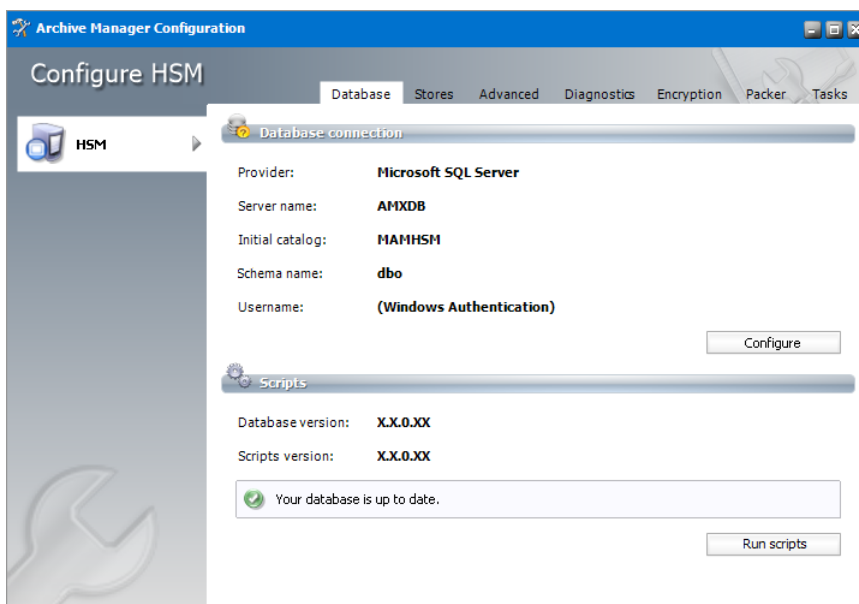 Archive Manager Configuration
Configure HSM
Database Stores Advanced Diagnostics Encryption Packer Tasks
HSM
Database connection
Provider: Microsoft SQL Server
Server name: AMXDB
Initial catalog: MAMHSM
Schema name: dbo
Username: (Windows Authentication)
Configure
Scripts
Database version: X.X.0.XX
Scripts version: X.X.0.XX
Your database is up to date.
Run scripts